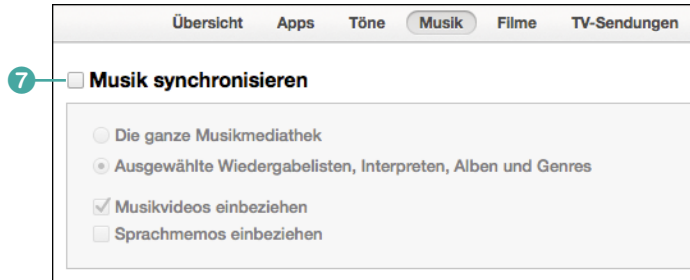 Übersicht Apps Töne Musik Filme TV-Sendungen
7 Musik synchronisieren
Die ganze Musikmediathek
Ausgewählte Wiedergabelisten, Interpreten, Alben und Genres
Musikvideos einbeziehen
Sprachmemos einbeziehen